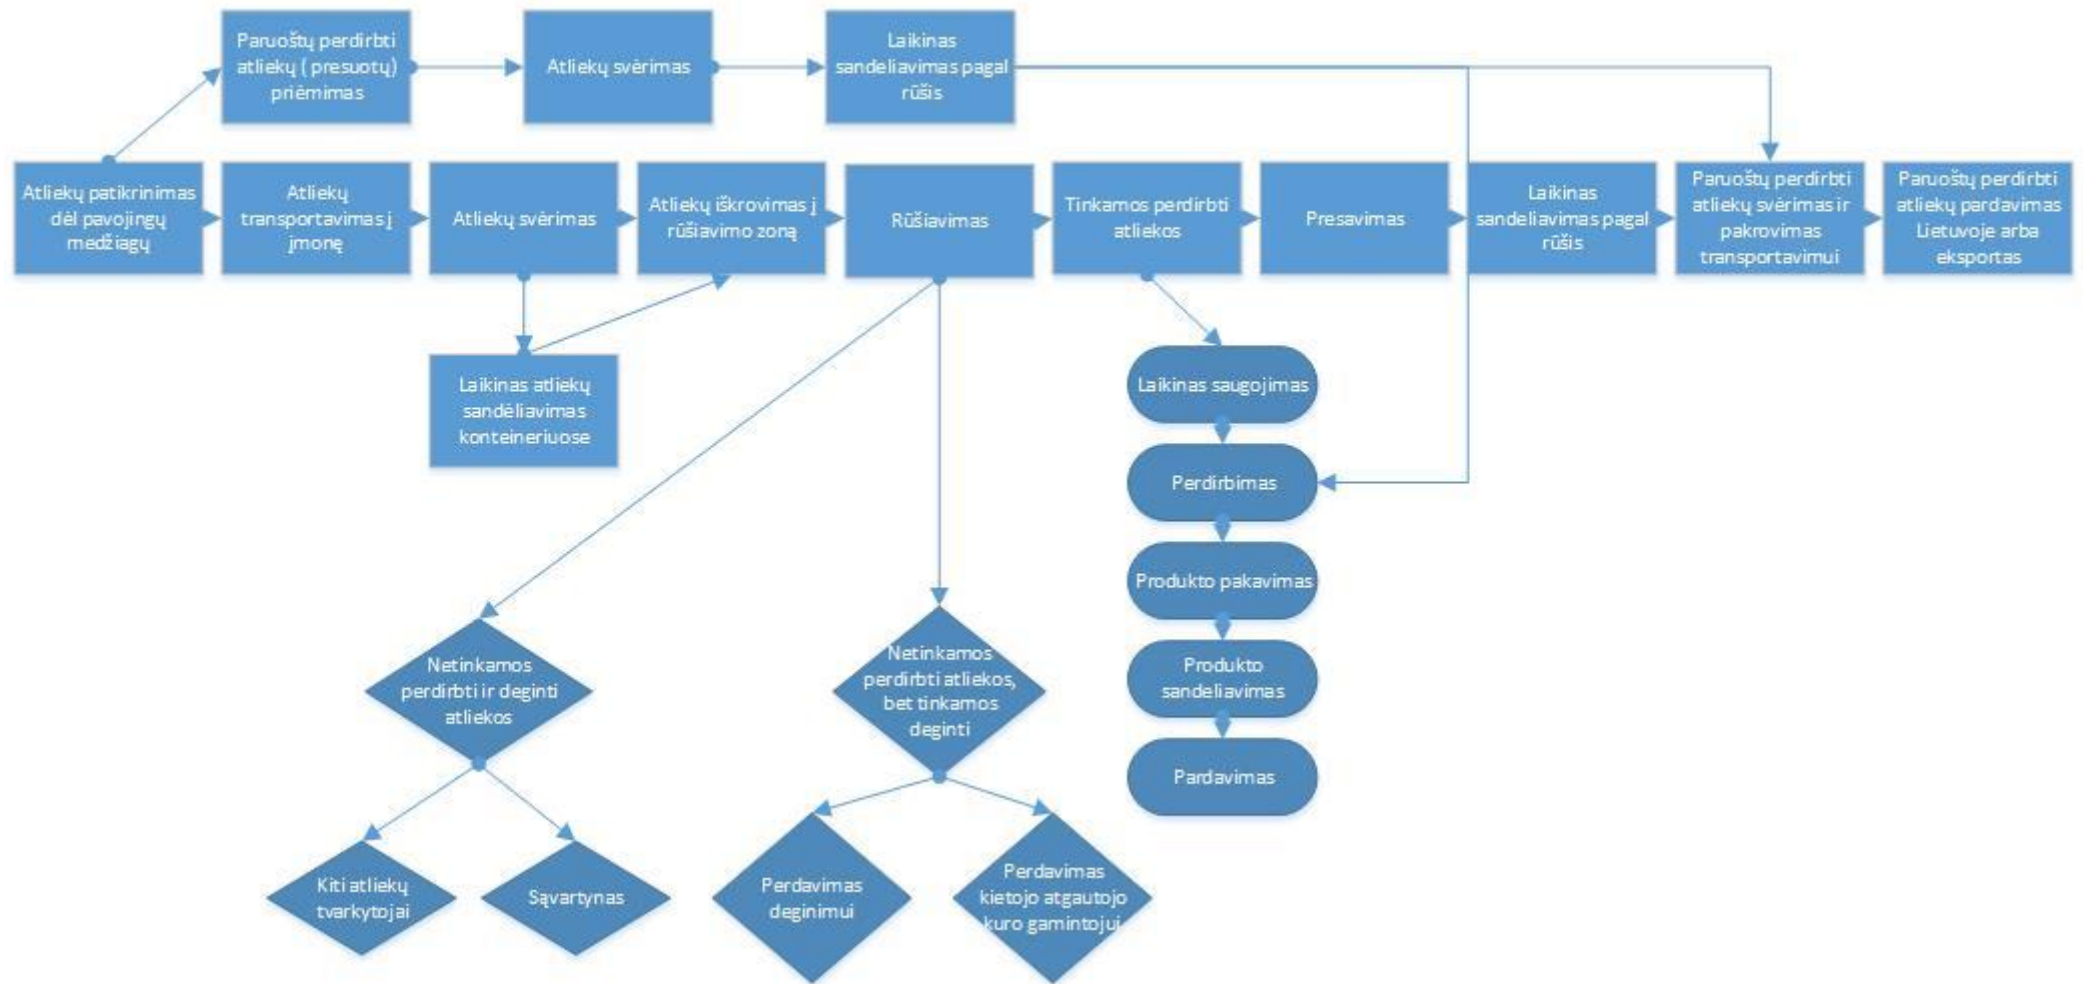 Paruoštų perdirbti
atliekų ( presuotų)
priėmimas
Atliekų svėrimas
Laikinas
sandeliavimas pagal
rūšis
Atliekų patikrinimas
dėl pavojingų
medžiagų
Atliekų
transportavimas į
įmonę
Atliekų svėrimas
Atliekų iškrovimas į
rūšiavimo zoną
Rūšiavimas
Tinkamos perdirbti
atliekos
Presavimas
Laikinas
sandeliavimas pagal
rūšis
Paruoštų perdirbti
atliekų svėrimas ir
pakrovimas
transportavimui
Paruoštų perdirbti
atliekų pardavimas
Lietuvoje arba
eksportas
Laikinas atliekų
sandėliavimas
konteineriuose
Laikinas saugojimas
Perdirbimas
Produkto pakavimas
Produkto
sandeliavimas
Pardavimas
Netinkamos
perdirbti ir deginti
atliekos
Netinkamos
perdirbti atliekos,
bet tinkamos
deginti
Kiti atliekų
tvarkytojai
Sąvartynas
Perdavimas
deginimui
Perdavimas
kietojo atgautojo
kuro gamintojui